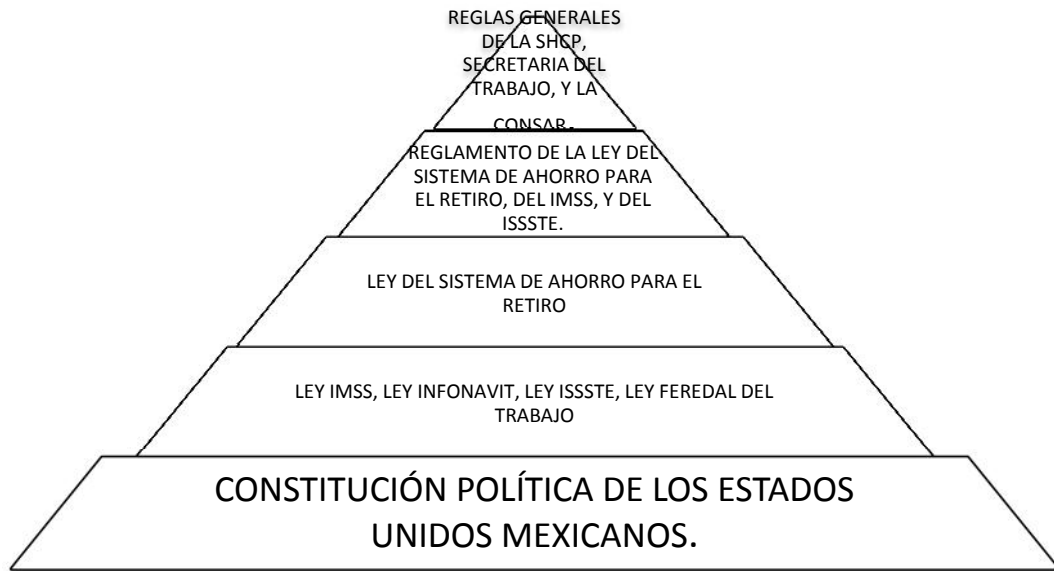 REGLAS GENERALES
DE LA SHCP,
SECRETARIA DEL
TRABAJO, Y LA
CONSAR.
REGLAMENTO DE LA LEY DEL
SISTEMA DE AHORRO PARA
EL RETIRO, DEL IMSS, Y DEL
ISSSTE.
LEY DEL SISTEMA DE AHORRO PARA EL
RETIRO
LEY IMSS, LEY INFONAVIT, LEY ISSSTE, LEY FEREDAL DEL
TRABAJO
CONSTITUCIÓN POLÍTICA DE LOS ESTADOS
UNIDOS MEXICANOS.